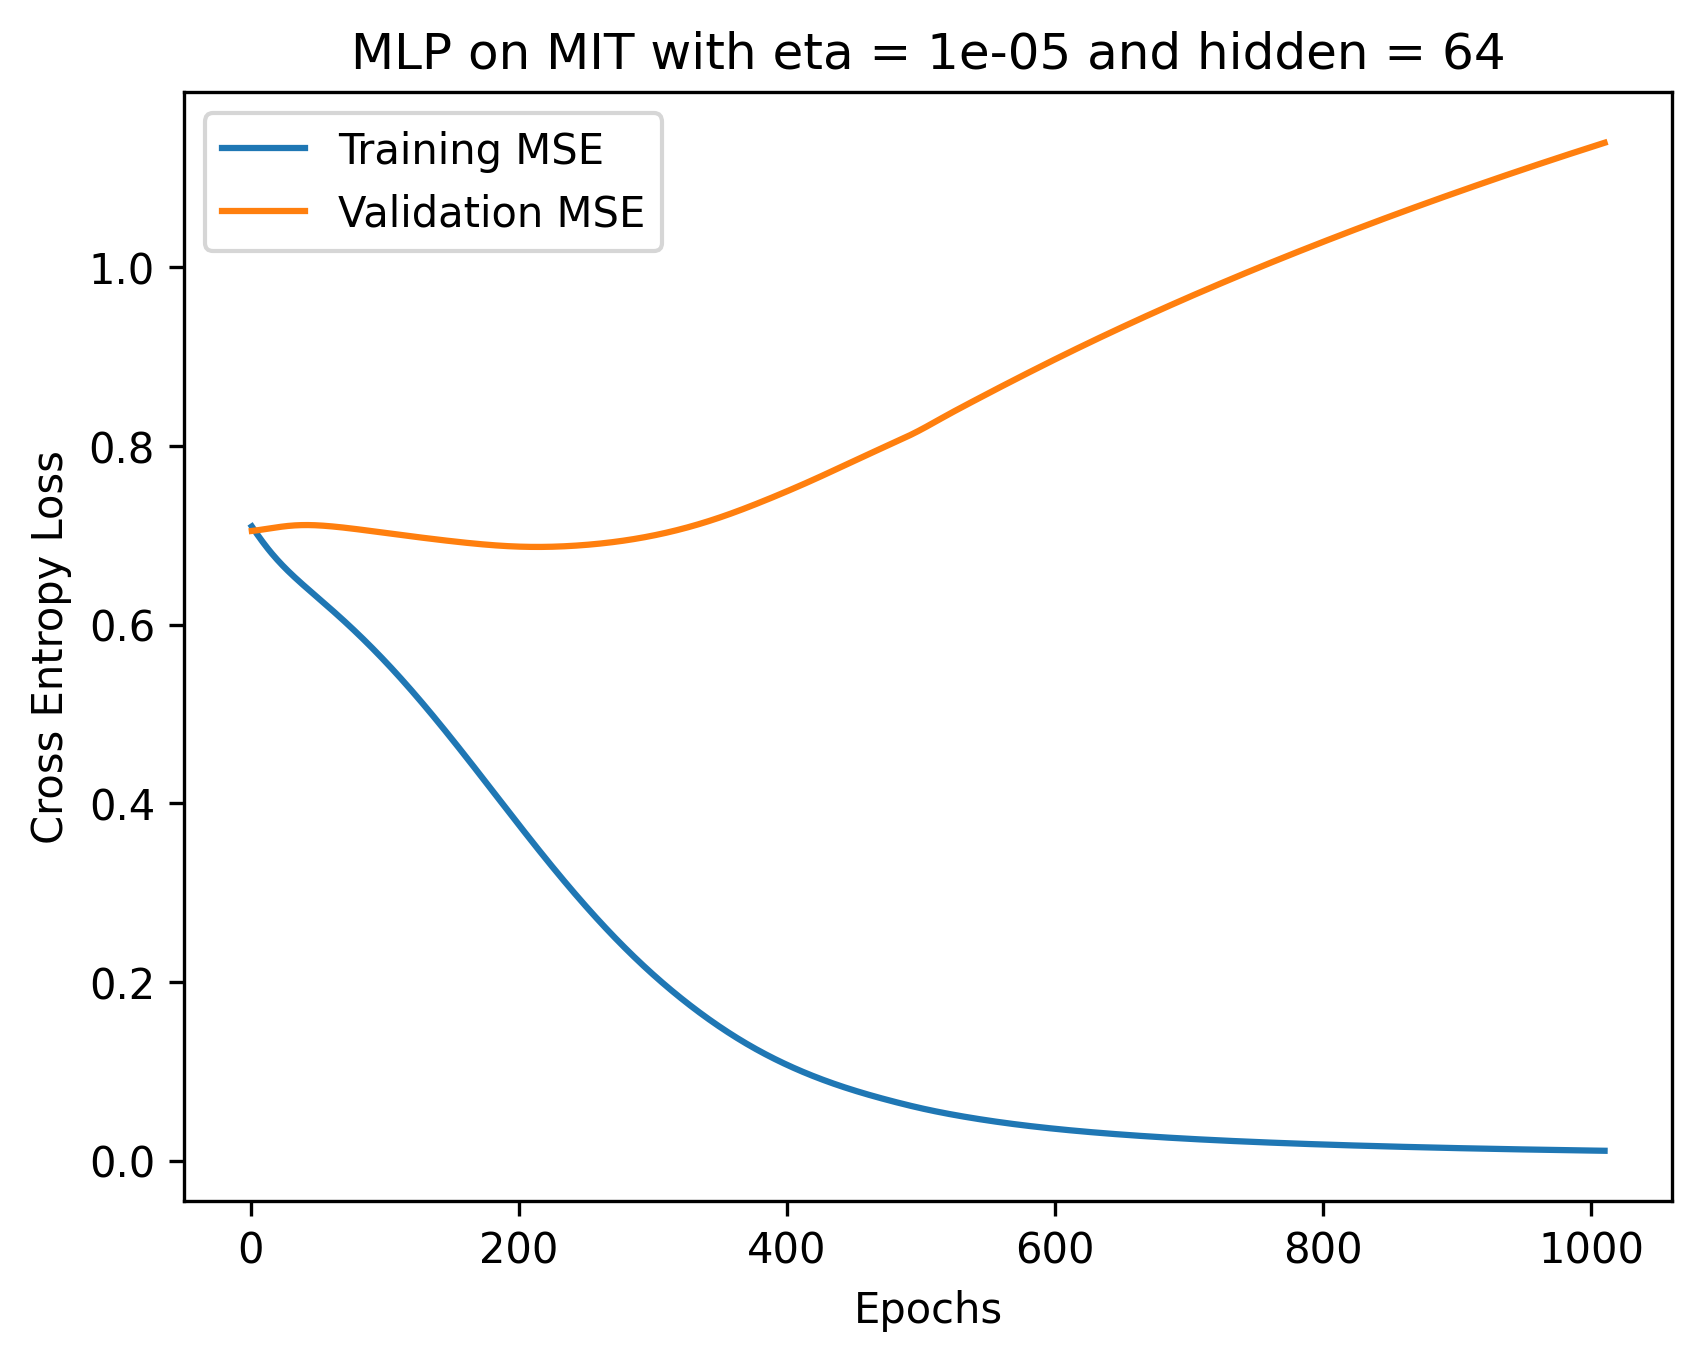 MLP on MIT with eta = 1e-05 and hidden = 64
Training MSE
Validation MSE
1.0
0.8
0.6
0.4
0.2
0.0
Cross Entropy Loss
0 200 400 600 800 1000
Epochs